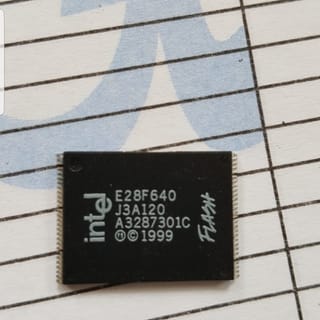 intel
E28F640
J3A120
A3287301C
Ⓜ©1999
FLASH